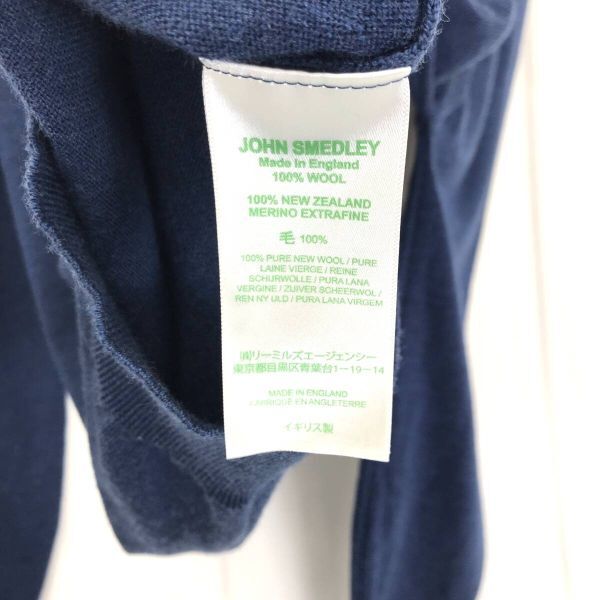 JOHN SMEDLEY
Made in England
100% WOOL
100% NEW ZEALAND
MERINO EXTRAFINE
毛 100%
100% PURE NEW WOOL / PURE
LAINE VIERGE / REINE
SCHURWOLLE / PURA LANA
VERGINE / ZUIVER SCHEERWOL /
REN NY ULD / PURA LANA VIRGEM
㈱リーミルズエージェンシー
東京都目黒区青葉台1-19-14
MADE IN ENGLAND
FABRIQUÉ EN ANGLETERRE
イギリス製